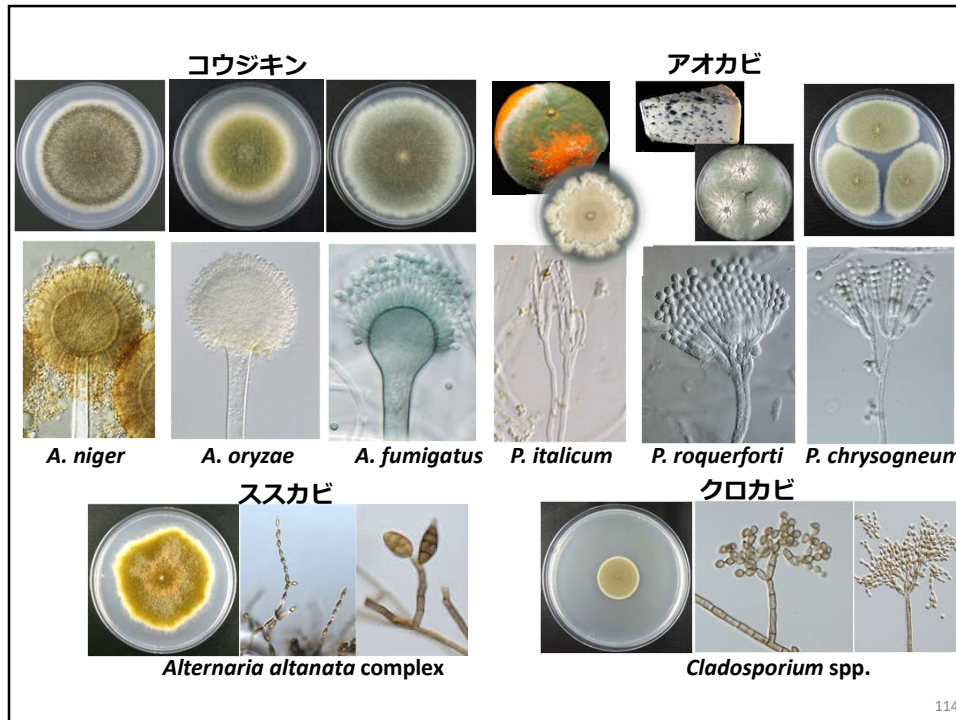 コウジキン
アオカビ
A. niger
A. oryzae
A. fumigatus
P. italicum
P. roquerforti
P. chrysogneum
ススカビ
クロカビ
Alternaria altanata complex
Cladosporium spp.
114